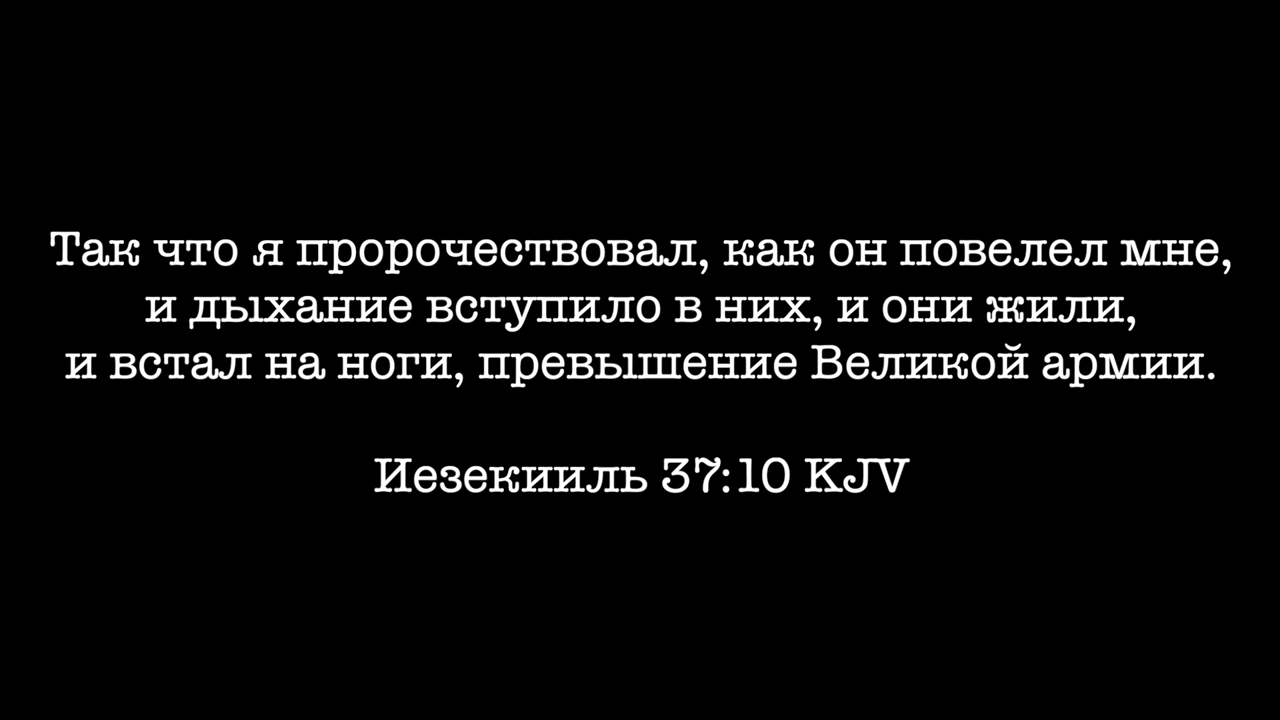 Так что я пророчествовал, как он повелел мне,
и дыхание вступило в них, и они жили,
и встал на ноги, превышение Великой армии.
Иезекииль 37:10 KJV